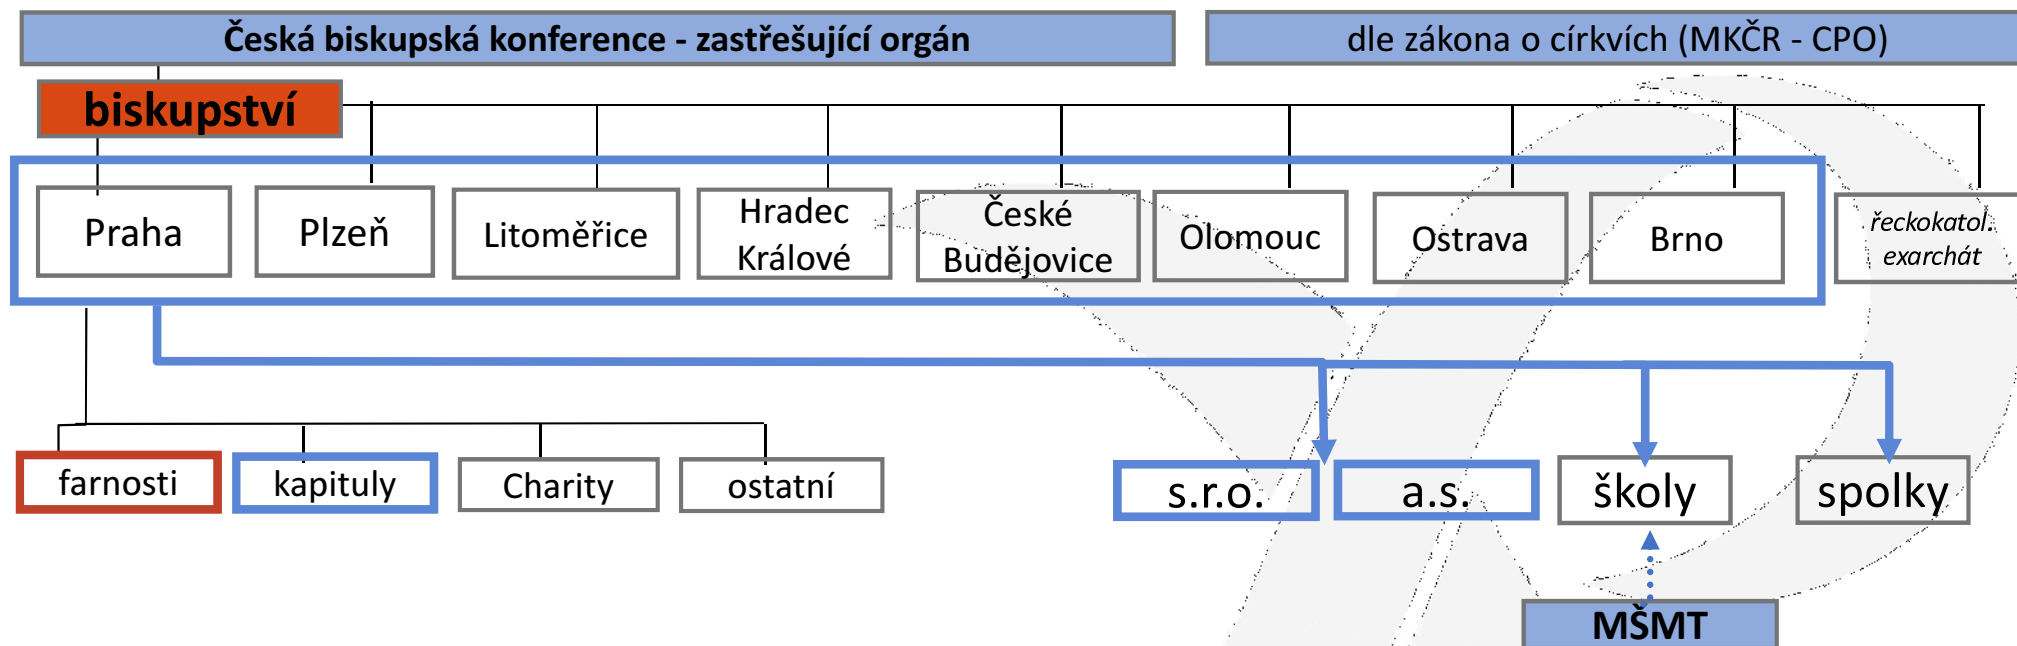 Česká biskupská konference - zastřešující orgán
dle zákona o církvích (MKČR - CPO)
biskupství
Praha
Plzeň
Litoměřice
Hradec
Králové
České
Budějovice
Olomouc
Ostrava
Brno
řeckokatol.
exarchát
farnosti
kapituly
Charity
ostatní
s.r.o.
a.s.
školy
spolky
MŠMT